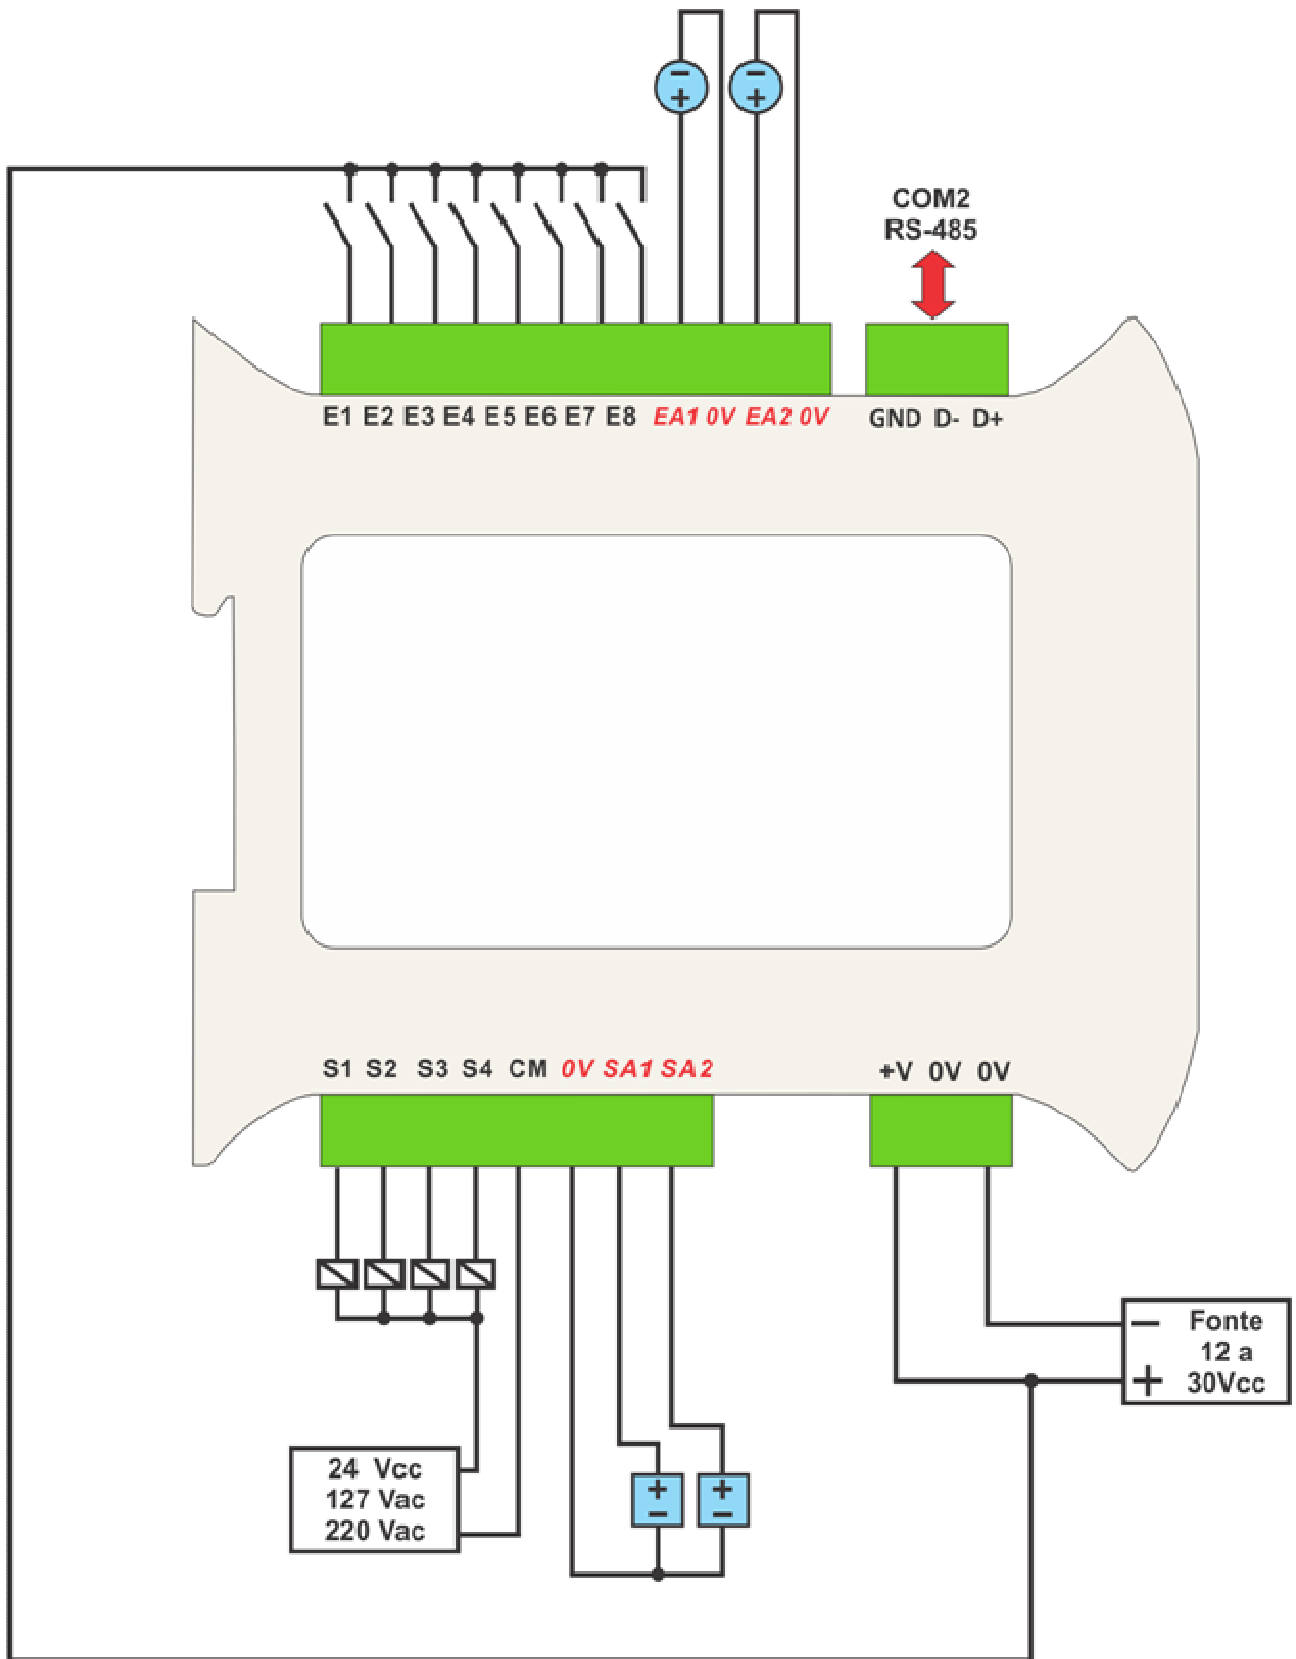 COM2
RS-485
E1 E2 E3 E4 E5 E6 E7 E8 EA1 0V EA2 0V
GND D- D+
S1 S2 S3 S4 CM 0V SA1 SA2
+V 0V 0V
Fonte
12 a
30Vcc
24 Vcc
127 Vac
220 Vac